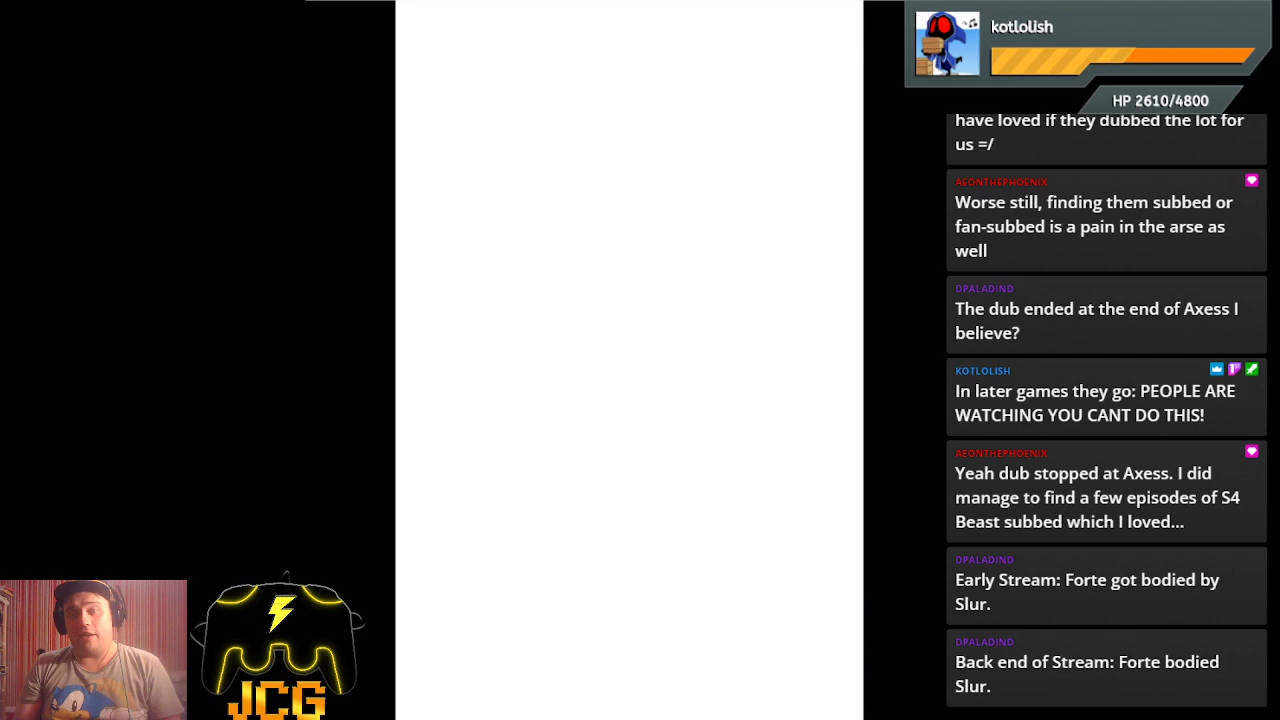 kotlolish
HP 2610/4800
have loved if they dubbed the lot for
us =/
AEONTHEPHOENIX
Worse still, finding them subbed or
fan-subbed is a pain in the arse as
well
DPALADIND
The dub ended at the end of Axess I
believe?
KOTLOLISH
In later games they go: PEOPLE ARE
WATCHING YOU CANT DO THIS!
AEONTHEPHOENIX
Yeah dub stopped at Axess. I did
manage to find a few episodes of S4
Beast subbed which I loved...
DPALADIND
Early Stream: Forte got bodied by
Slur.
DPALADIND
Back end of Stream: Forte bodied
Slur.
JCG